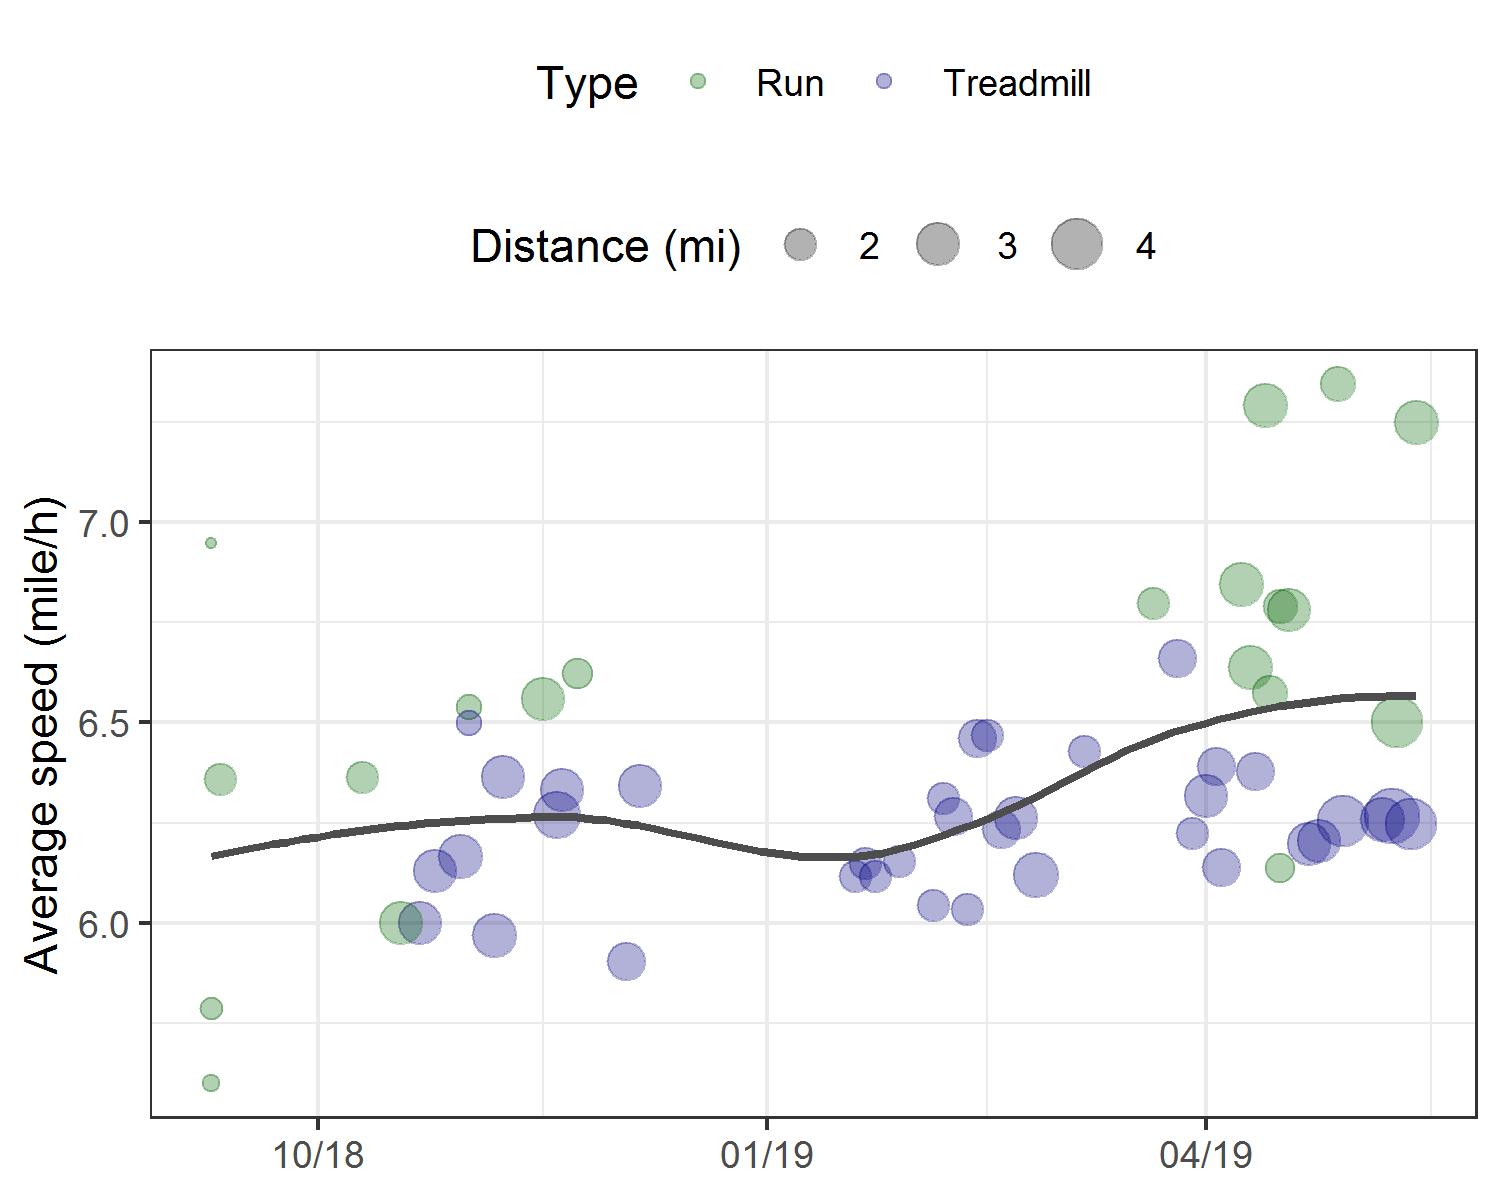 Type Run Treadmill
Distance (mi) 2 3 4
Average speed (mile/h)
7.0
6.5
6.0
10/18 01/19 04/19